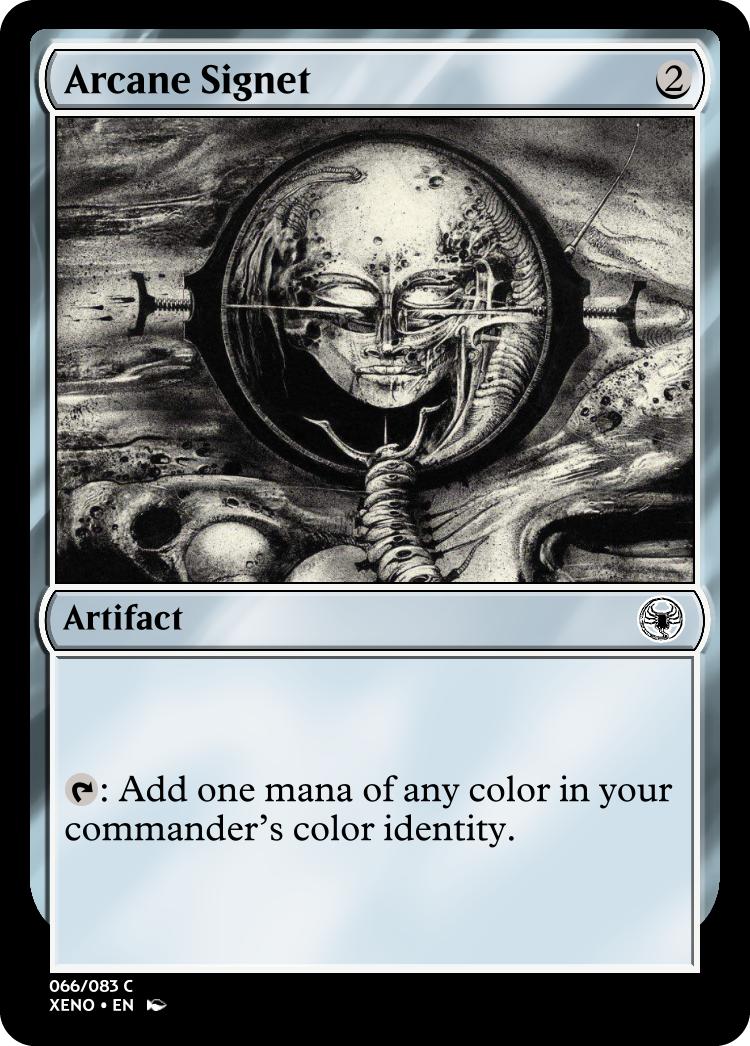 Arcane Signet
2
Artifact
: Add one mana of any color in your
commander's color identity.
066/083 C
XENO • EN